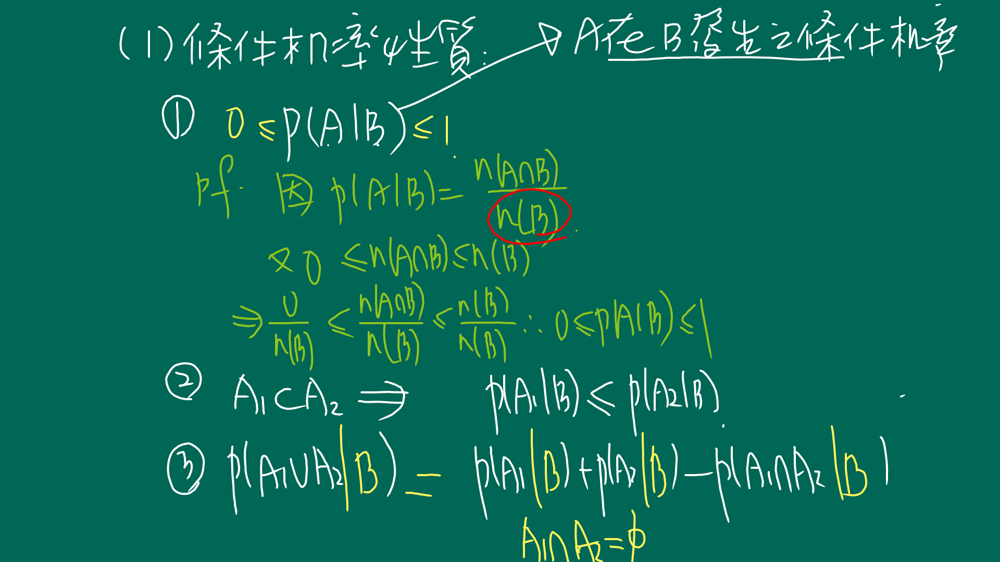 (1)條件机率性質: A在B發生之條件机率
① 0≤P(A|B)≤1.
pf. 因 P(A|B)=n(A∩B)/n(B).
又 0≤n(A∩B)≤n(B)
⇒ 0/n(B) ≤ n(A∩B)/n(B) ≤ n(B)/n(B) ∴ 0≤P(A|B)≤1
② A₁⊂A₂ ⇒ P(A₁|B)≤P(A₂|B)
③ P(A₁∪A₂|B)=P(A₁|B)+P(A₂|B)−P(A₁∩A₂|B)
A₁∩A₂=φ